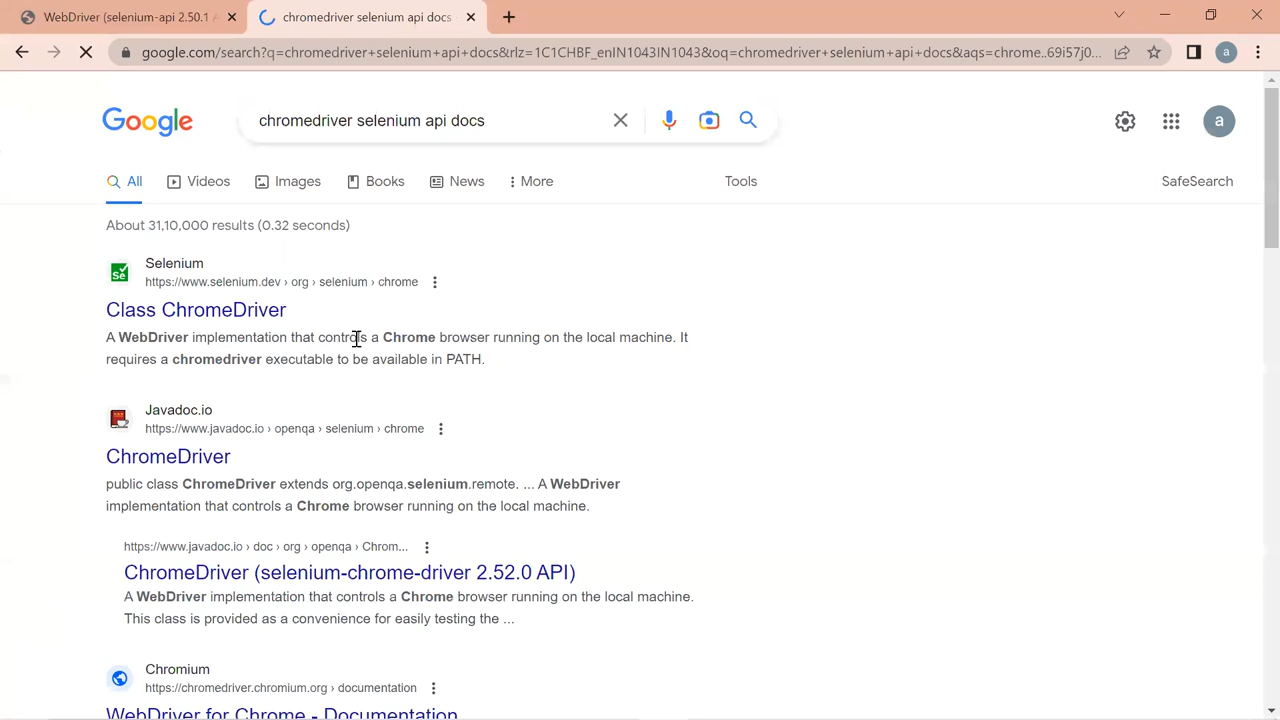 WebDriver (selenium-api 2.50.1 A
chromedriver selenium api docs
google.com/search?q=chromedriver+selenium+api+docs&rlz=1C1CHBF_enIN1043IN1043&oq=chromedriver+selenium+api+docs&aqs=chrome..69i57j0...
a
Google
chromedriver selenium api docs
a
All
Videos
Images
Books
News
More
Tools
SafeSearch
About 31,10,000 results (0.32 seconds)
Selenium
https://www.selenium.dev › org › selenium › chrome
Class ChromeDriver
A WebDriver implementation that controls a Chrome browser running on the local machine. It
requires a chromedriver executable to be available in PATH.
Javadoc.io
https://www.javadoc.io › openqa › selenium › chrome
ChromeDriver
public class ChromeDriver extends org.openqa.selenium.remote. ... A WebDriver
implementation that controls a Chrome browser running on the local machine.
https://www.javadoc.io › doc › org › openqa › Chrom...
ChromeDriver (selenium-chrome-driver 2.52.0 API)
A WebDriver implementation that controls a Chrome browser running on the local machine.
This class is provided as a convenience for easily testing the ...
Chromium
https://chromedriver.chromium.org › documentation
WebDriver for Chrome - Documentation